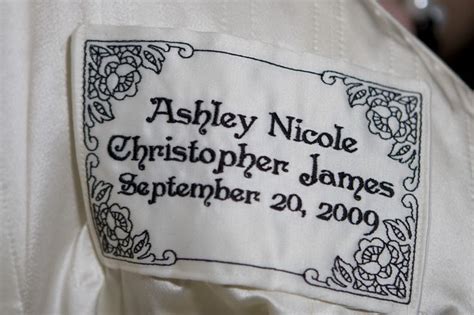 Ashley Nicole
Christopher James
September 20, 2009